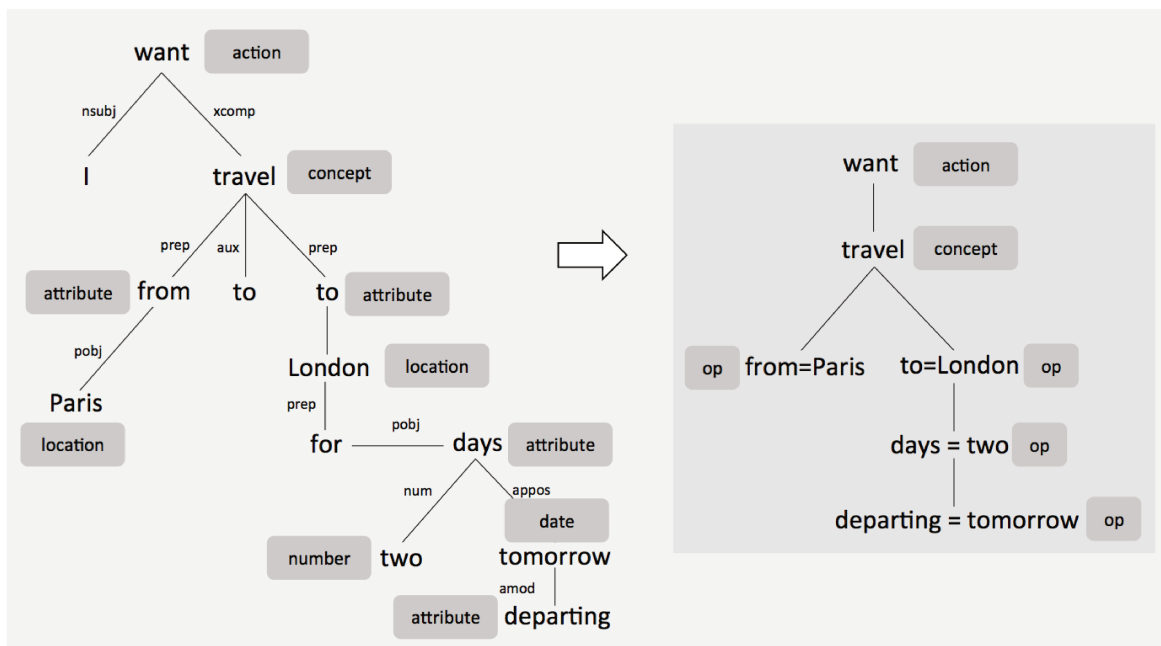 want action
nsubj xcomp
I travel concept
prep aux prep
attribute from to to attribute
pobj London location
Paris prep
location for pobj days attribute
num appos
date
number two tomorrow
amod
attribute departing
want action
travel concept
op from=Paris to=London op
days = two op
departing = tomorrow op